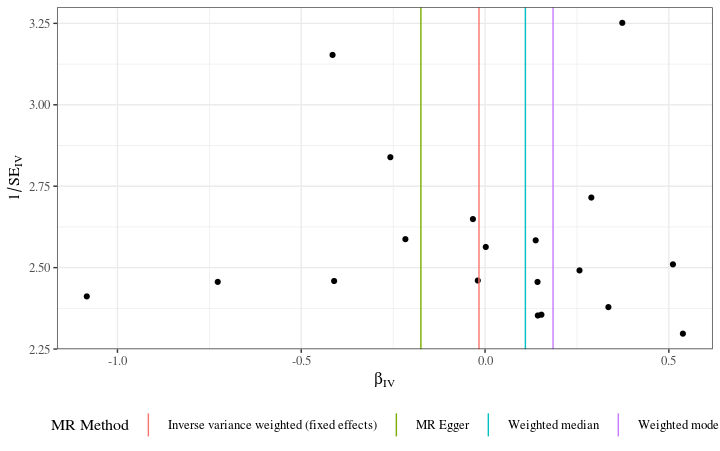 3.25
3.00
2.75
2.50
2.25
1/SE_IV
-1.0 -0.5 0.0 0.5
β_IV
MR Method Inverse variance weighted (fixed effects) MR Egger Weighted median Weighted mode